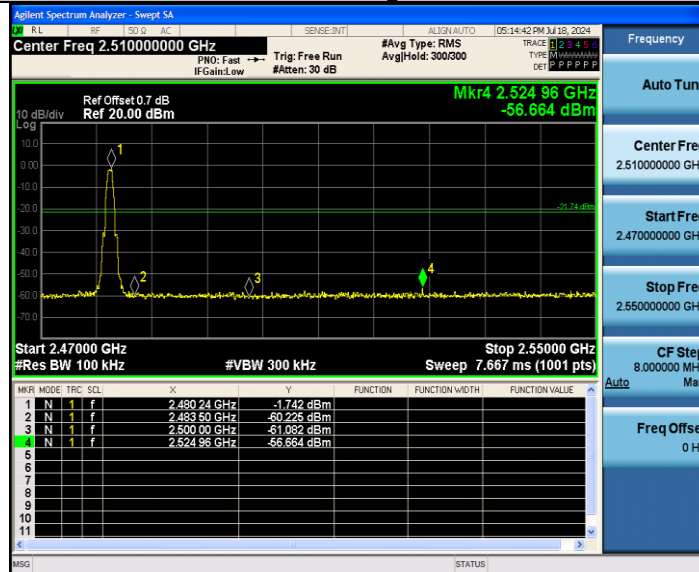 Agilent Spectrum Analyzer - Swept SA
RL RF 50 Ω AC SENSE:INT ALIGN AUTO 05:14:42 PM Jul 18, 2024
Center Freq 2.510000000 GHz
PNO: Fast
IFGain:Low
Trig: Free Run
#Atten: 30 dB
#Avg Type: RMS
Avg|Hold: 300/300
TRACE 1 2 3 4 5 6
TYPE M
DET P P P P P P
Frequency
Ref Offset 0.7 dB
10 dB/div Ref 20.00 dBm
Log
Mkr4 2.524 96 GHz
-56.664 dBm
10.0
0.00
-10.0
-20.0
-30.0
-40.0
-50.0
-60.0
-70.0
-21.74 dBm
1
2
3
4
Start 2.47000 GHz Stop 2.55000 GHz
#Res BW 100 kHz #VBW 300 kHz Sweep 7.667 ms (1001 pts)
MKR MODE TRC SCL X Y FUNCTION FUNCTION WIDTH FUNCTION VALUE
1 N 1 f 2.480 24 GHz -1.742 dBm
2 N 1 f 2.483 50 GHz -60.225 dBm
3 N 1 f 2.500 00 GHz -61.082 dBm
4 N 1 f 2.524 96 GHz -56.664 dBm
5
6
7
8
9
10
11
MSG STATUS
Auto Tun
Center Fre
2.510000000 GH
Start Fre
2.470000000 GH
Stop Fre
2.550000000 GH
CF Ste
8.000000 MH
Auto Ma
Freq Offse
0 H